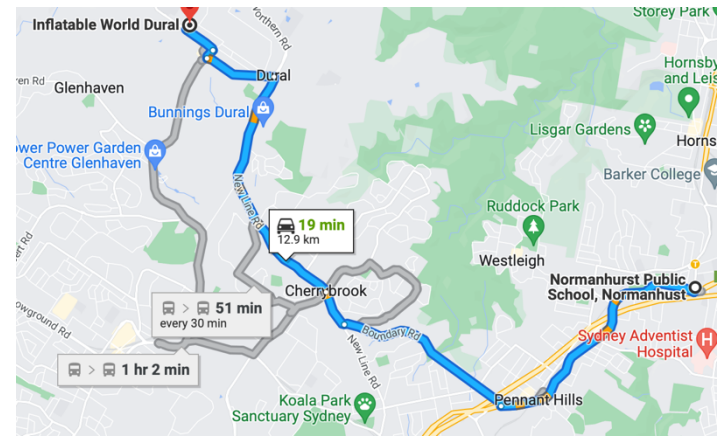 Inflatable World Dural
Northern Rd
Storey Park
Glenhaven
Dural
Hornsby
and Leis
Bunnings Dural
Lisgar Gardens
ower Power Garden
Centre Glenhaven
Horns
Barker College
New Line Rd
19 min
12.9 km
Ruddock Park
Westleigh
Normanhurst Public
School, Normanhust
Cherrybrook
51 min
every 30 min
owground Rd
Boundary Rd
New Line Rd
Sydney Adventist
Hospital
H
1 hr 2 min
Koala Park
Sanctuary Sydney
Pennant Hills